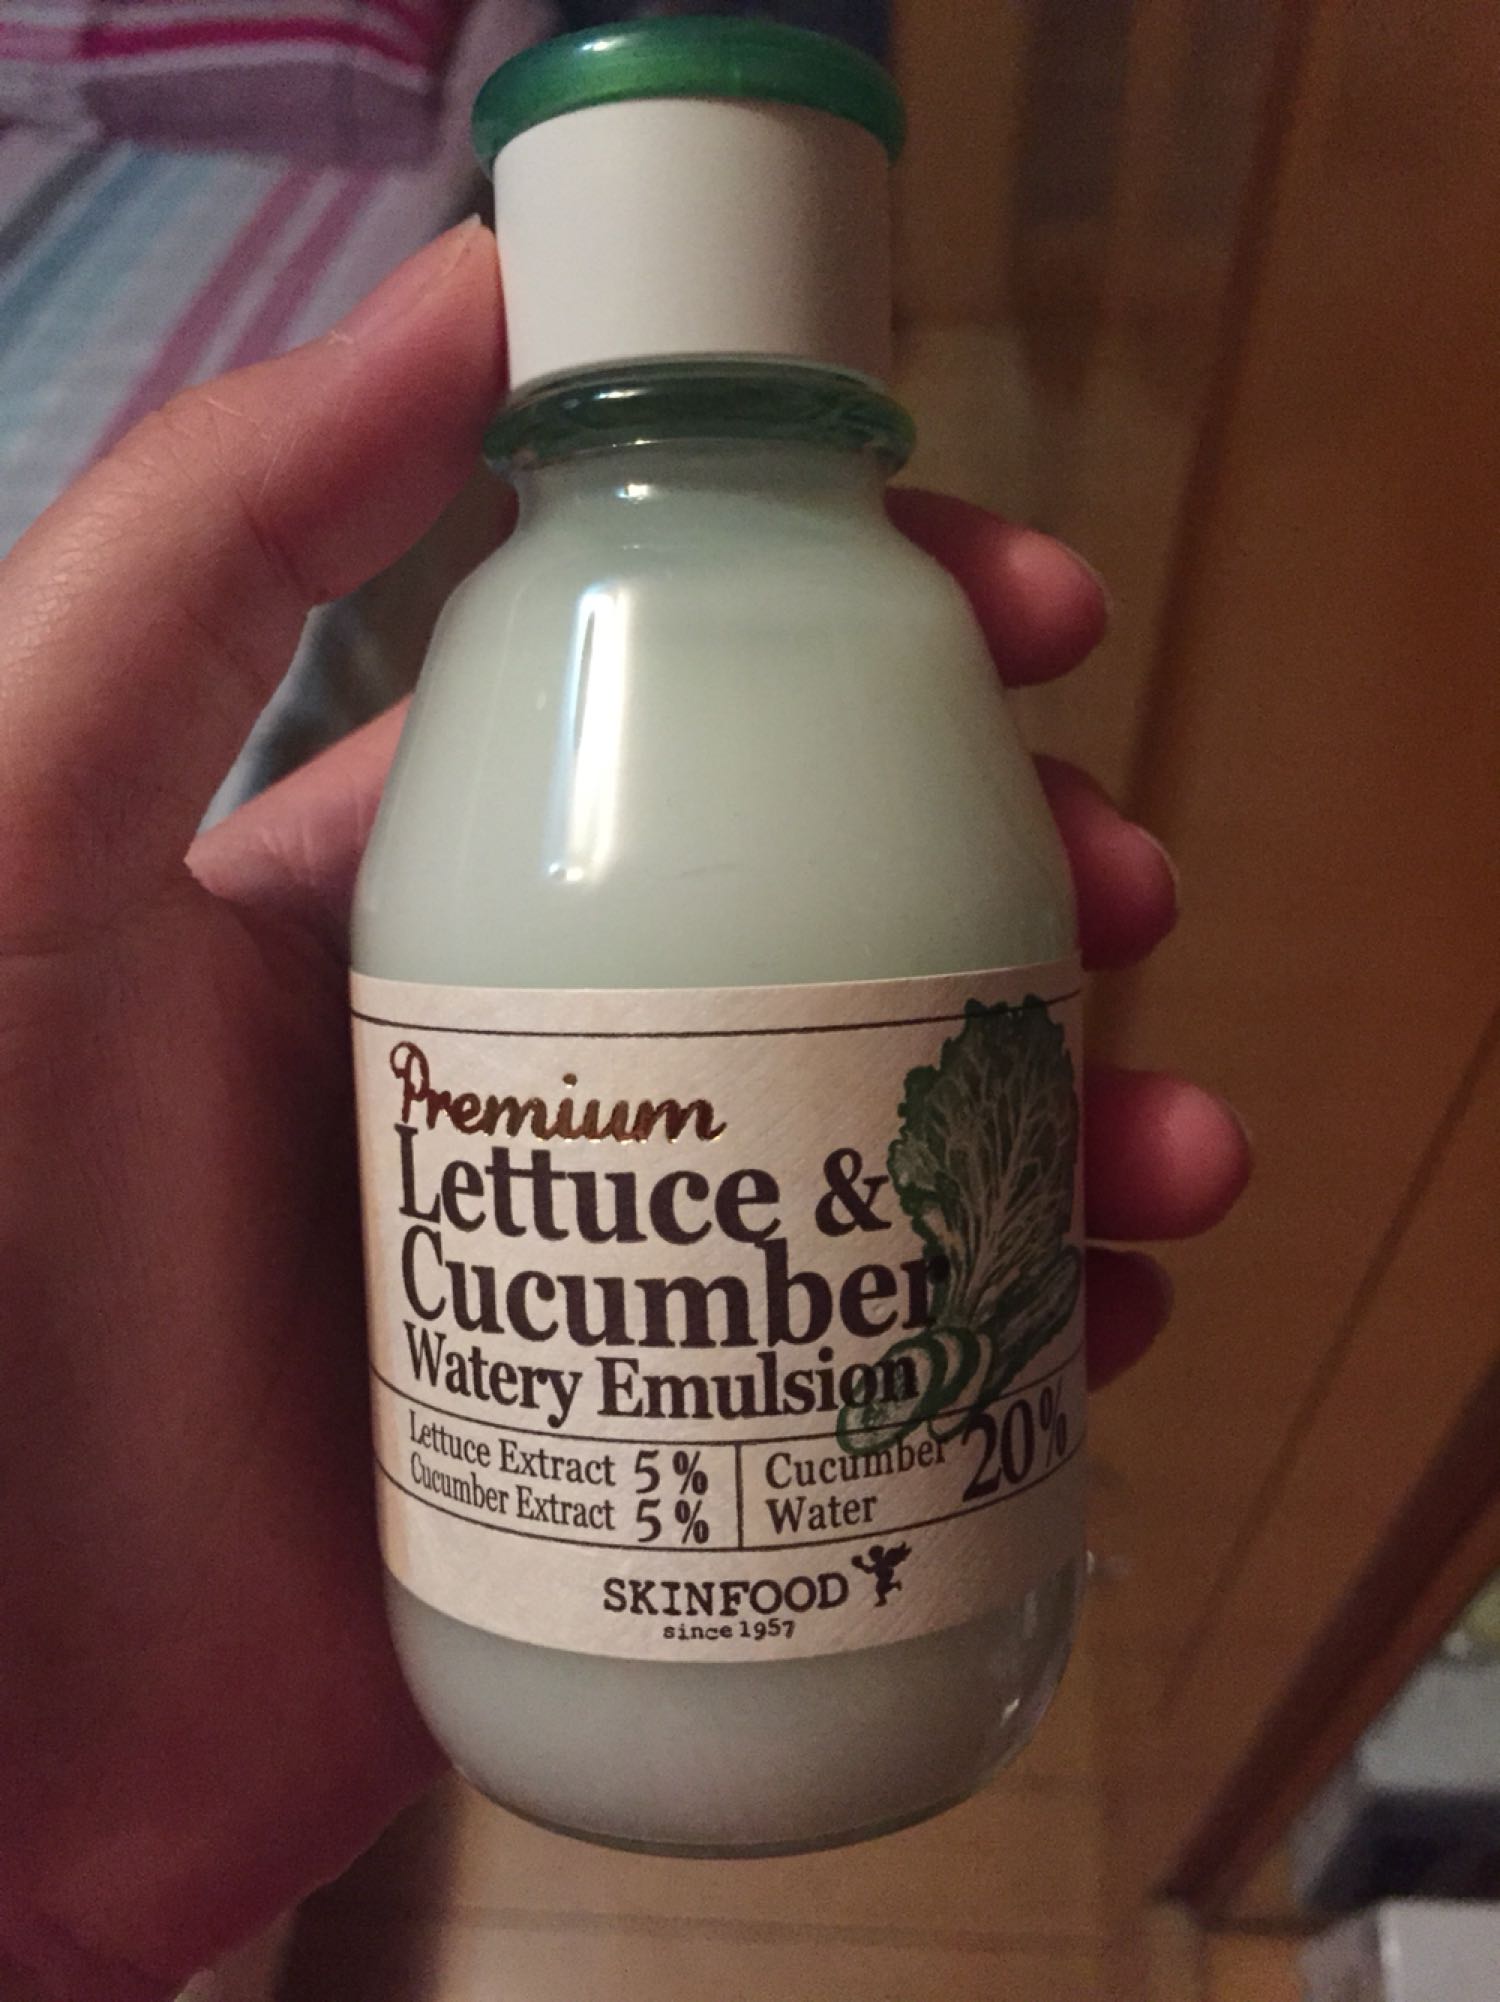 Premium
Lettuce &
Cucumber
Watery Emulsion
Lettuce Extract 5%
Cucumber Extract 5%
Cucumber
Water
20%
SKINFOOD
since 1957